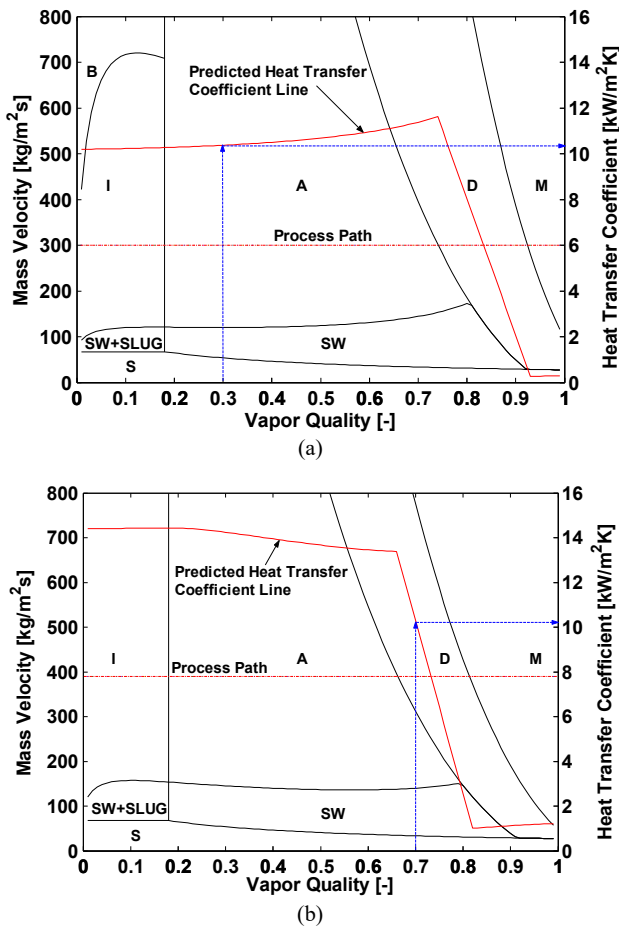 800
700
600
500
400
300
200
100
0
Mass Velocity [kg/m²s]
16
14
12
10
8
6
4
2
0
Heat Transfer Coefficient [kW/m²K]
B
Predicted Heat Transfer
Coefficient Line
I
A
D
M
Process Path
SW+SLUG
SW
S
0
0.1
0.2
0.3
0.4
0.5
0.6
0.7
0.8
0.9
1
Vapor Quality [-]
(a)
800
700
600
500
400
300
200
100
0
Mass Velocity [kg/m²s]
16
14
12
10
8
6
4
2
0
Heat Transfer Coefficient [kW/m²K]
Predicted Heat Transfer
Coefficient Line
I
A
D
M
Process Path
SW+SLUG
SW
S
0
0.1
0.2
0.3
0.4
0.5
0.6
0.7
0.8
0.9
1
Vapor Quality [-]
(b)